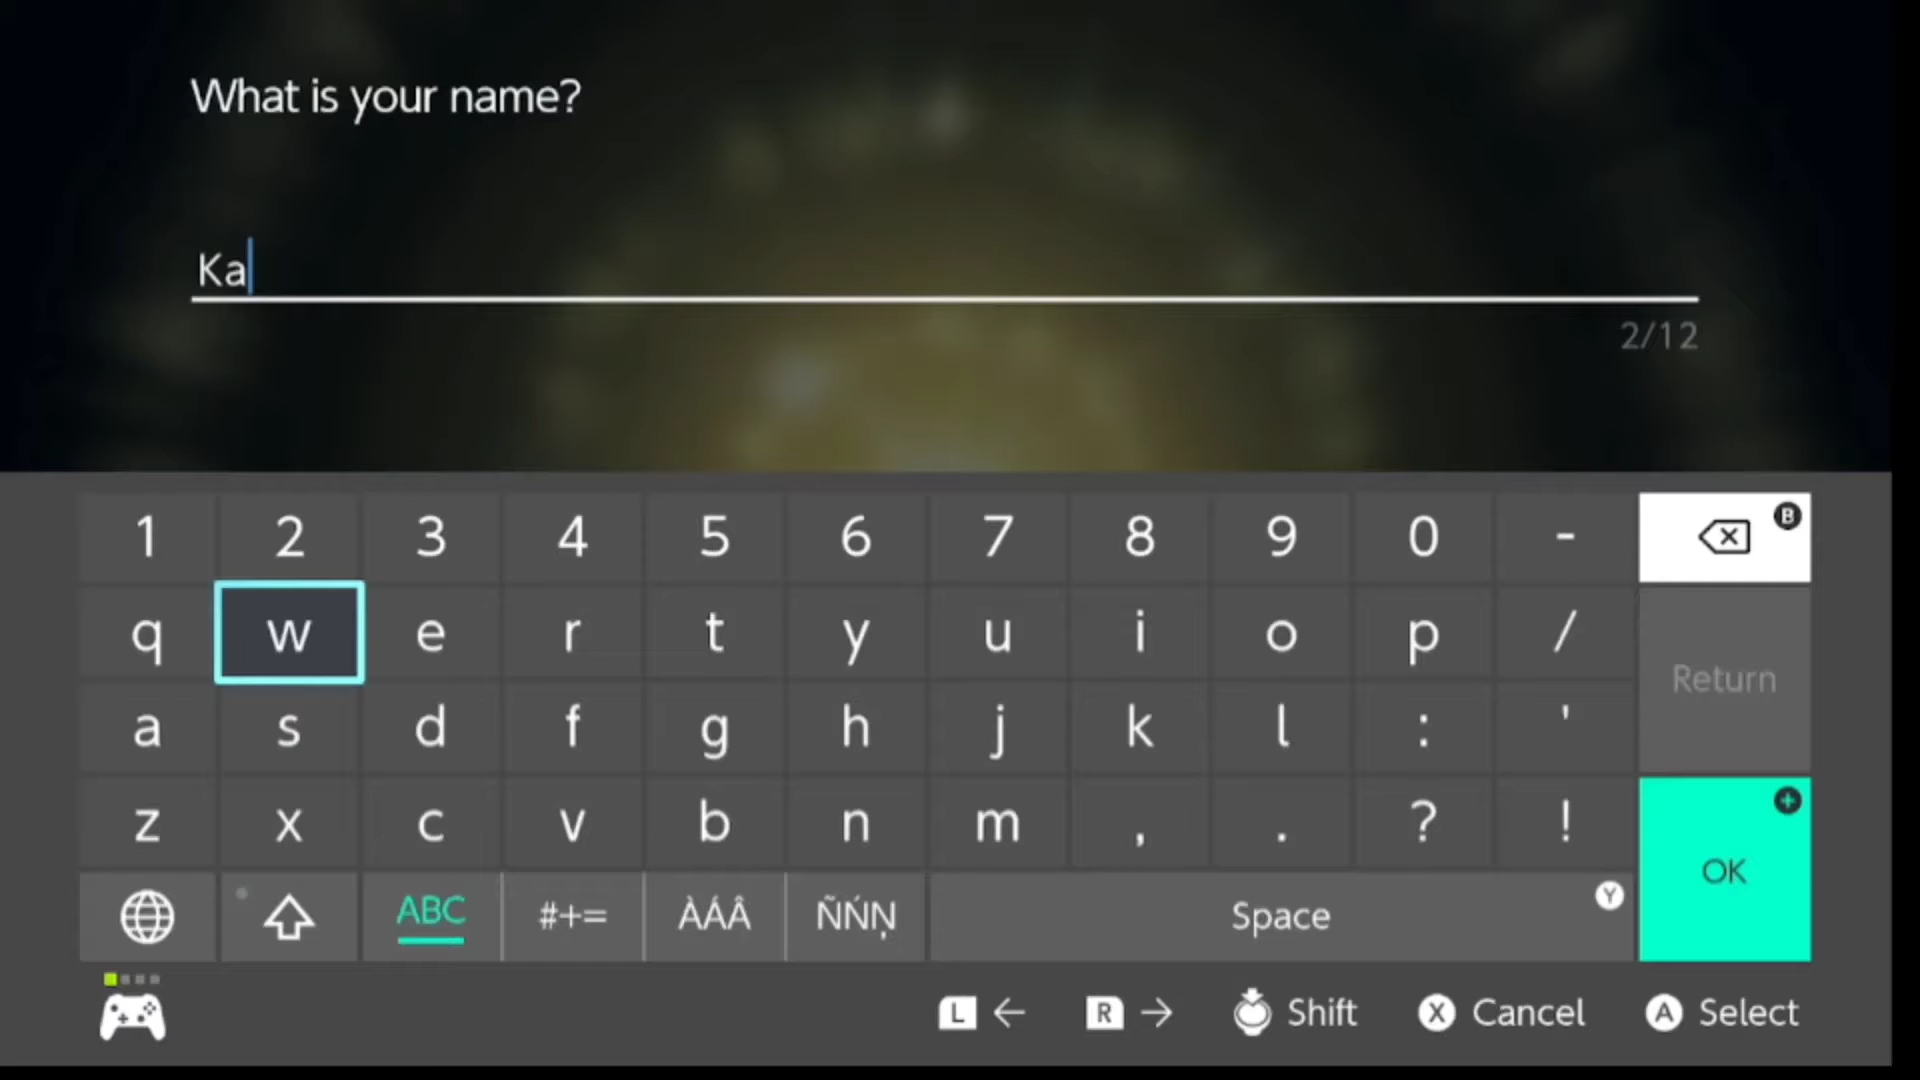 What is your name?
Ka
2/12
1 2 3 4 5 6 7 8 9 0 - B
q w e r t y u i o p / Return
a s d f g h j k l : '
z x c v b n m , . ? ! + OK
ABC #+= ÀÁÂ ÑŃŅ Space Y
L ← R → Shift X Cancel A Select